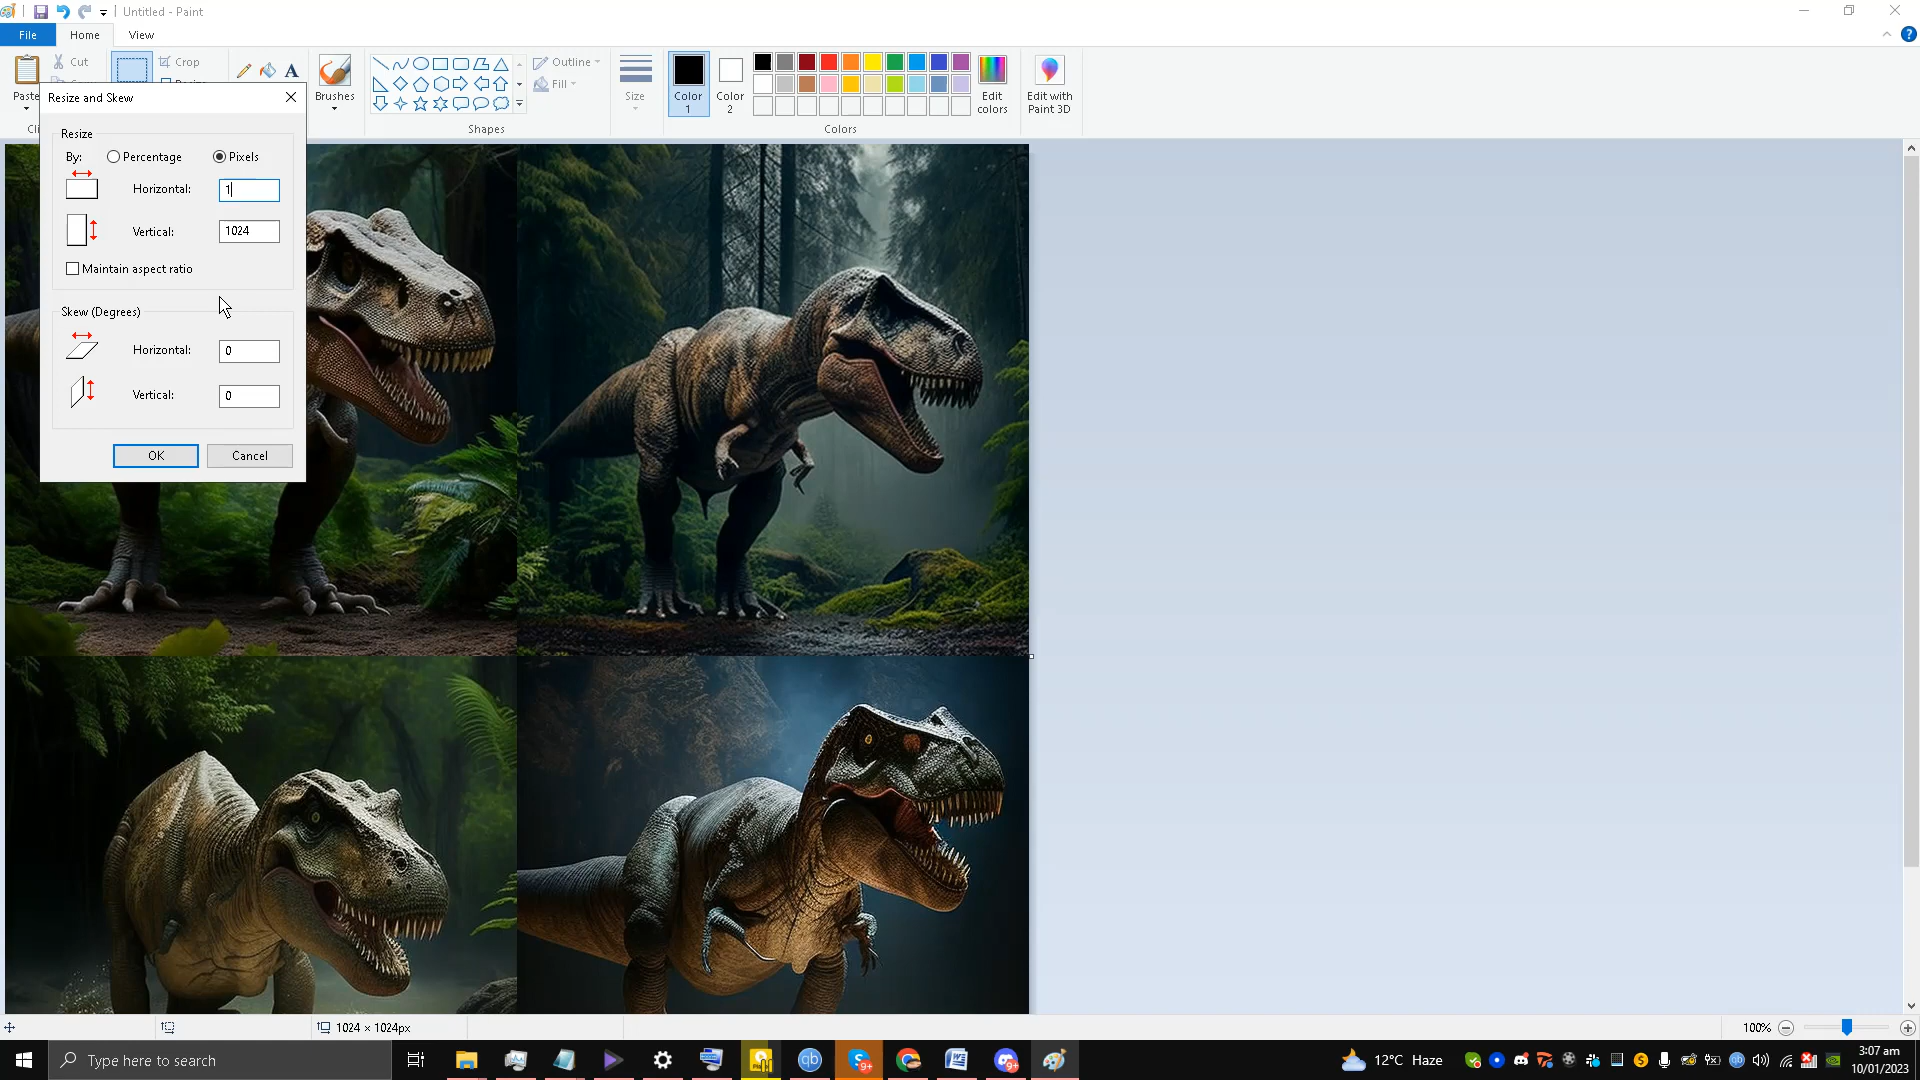 Untitled - Paint
File Home View
Paste
Cut
Crop
Brushes
Outline
Fill
Shapes
Size
Color 1
Color 2
Edit colors
Edit with Paint 3D
Colors
Resize and Skew
Resize
By: Percentage Pixels
Horizontal: 1
Vertical: 1024
Maintain aspect ratio
Skew (Degrees)
Horizontal: 0
Vertical: 0
OK Cancel
1024 × 1024px
100%
Type here to search
12°C Haze
3:07 am
10/01/2023